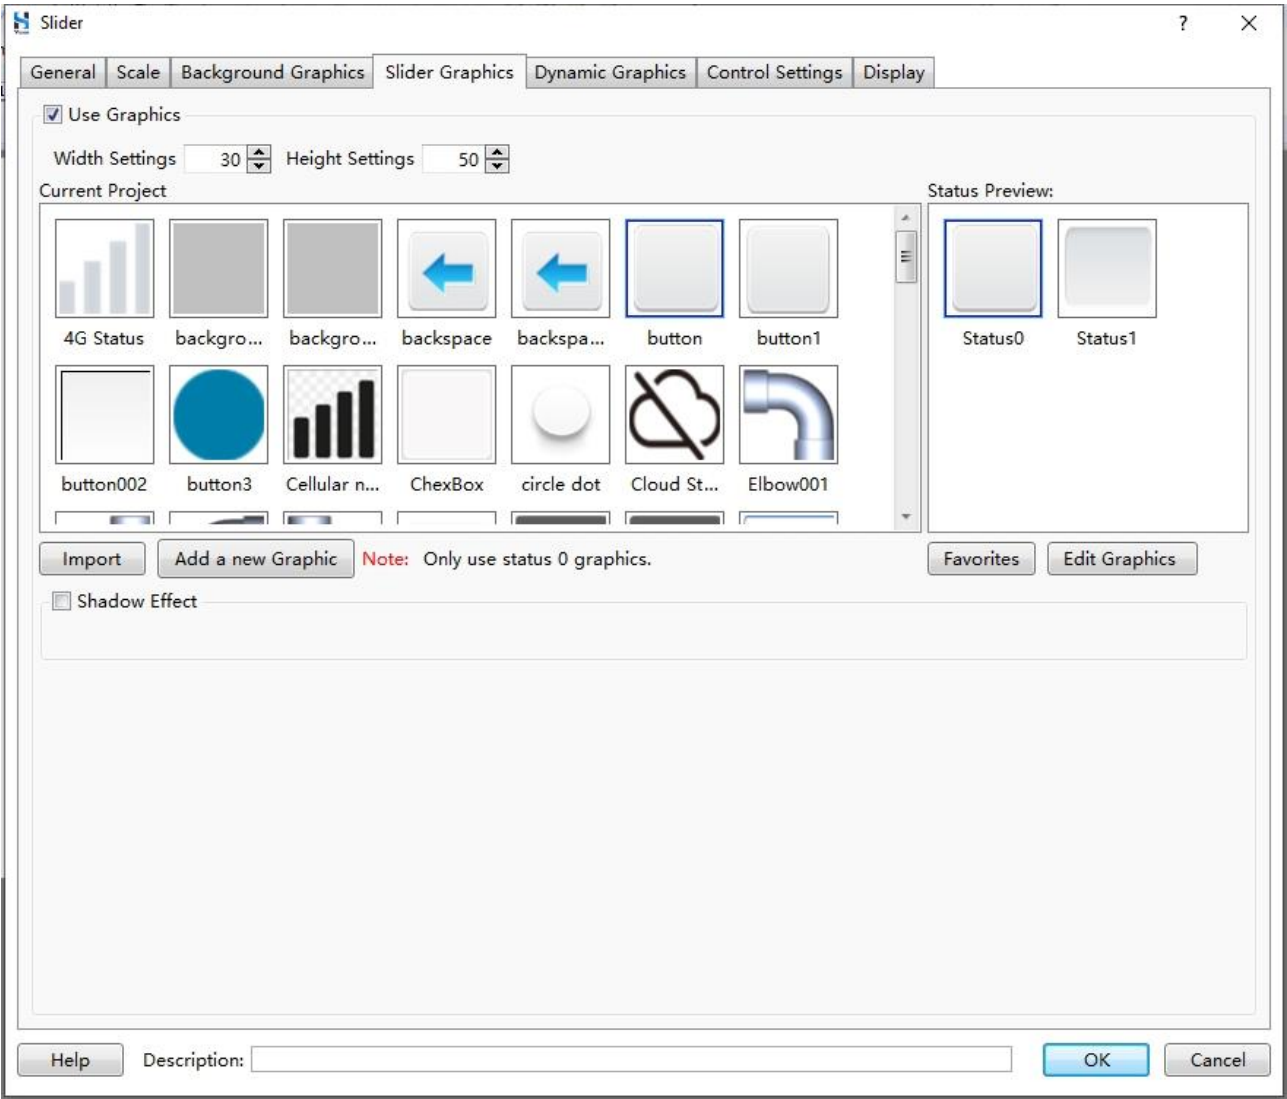 Slider
?
General Scale Background Graphics Slider Graphics Dynamic Graphics Control Settings Display
Use Graphics
Width Settings 30 Height Settings 50
Current Project Status Preview:
4G Status backgro... backgro... backspace backspa... button button1 Status0 Status1
button002 button3 Cellular n... ChexBox circle dot Cloud St... Elbow001
Import Add a new Graphic Note: Only use status 0 graphics. Favorites Edit Graphics
Shadow Effect
Help Description: OK Cancel